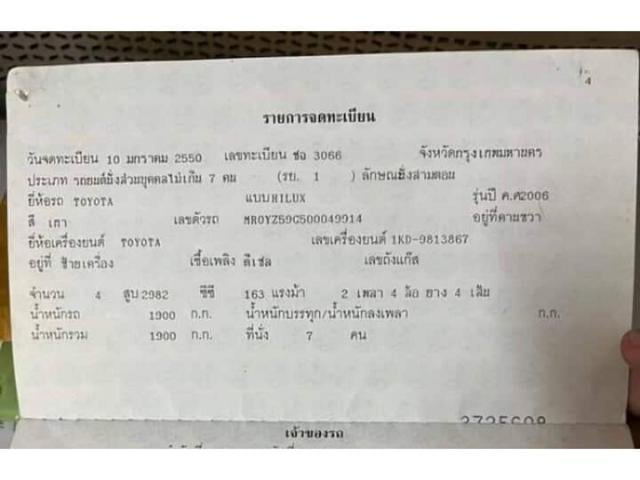 4
รายการจดทะเบียน
วันจดทะเบียน 10 มกราคม 2550 เลขทะเบียน ชอ 3066 จังหวัดกรุงเทพมหานคร
ประเภท รถยนต์นั่งส่วนบุคคลไม่เกิน 7 คน (รย. 1 ) ลักษณะนั่งสามตอน
ยี่ห้อรถ TOYOTA แบบHILUX รุ่นปี ค.ศ2006
สี เทา เลขตัวรถ MR0YZ59G500049914 อยู่ที่คานขวา
ยี่ห้อเครื่องยนต์ TOYOTA เลขเครื่องยนต์ 1KD-9813867
อยู่ที่ ซ้ายเครื่อง เชื้อเพลิง ดีเซล เลขถังแก๊ส
จำนวน 4 สูบ2982 ซีซี 163 แรงม้า 2 เพลา 4 ล้อ ยาง 4 เส้น
น้ำหนักรถ 1900 ก.ก. น้ำหนักบรรทุก/น้ำหนักลงเพลา ก.ก.
น้ำหนักรวม 1900 ก.ก. ที่นั่ง 7 คน
เจ้าของรถ